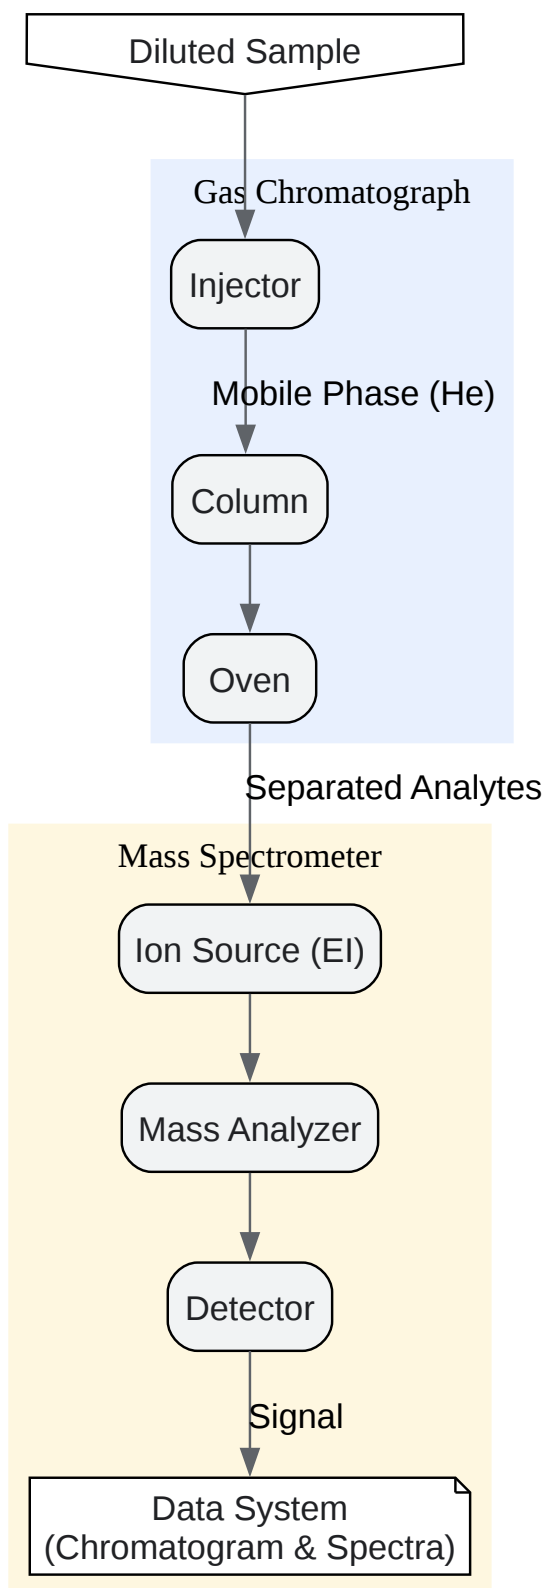 Diluted Sample
Gas Chromatograph
Injector
Mobile Phase (He)
Column
Oven
Separated Analytes
Mass Spectrometer
Ion Source (EI)
Mass Analyzer
Detector
Signal
Data System
(Chromatogram & Spectra)